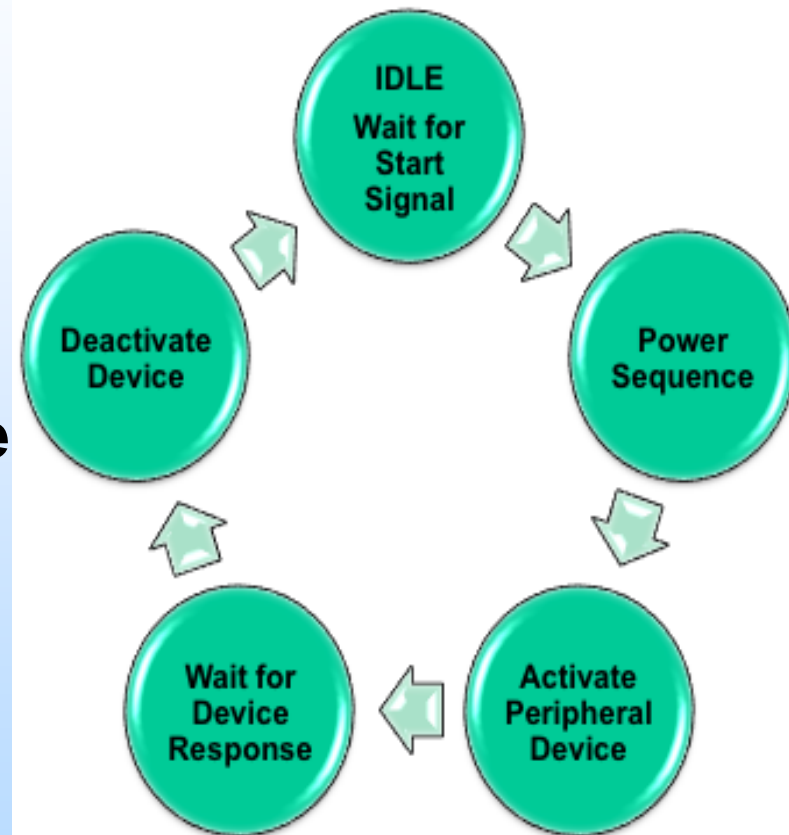 IDLE
Wait for
Start
Signal
Power
Sequence
Activate
Peripheral
Device
Wait for
Device
Response
Deactivate
Device
e